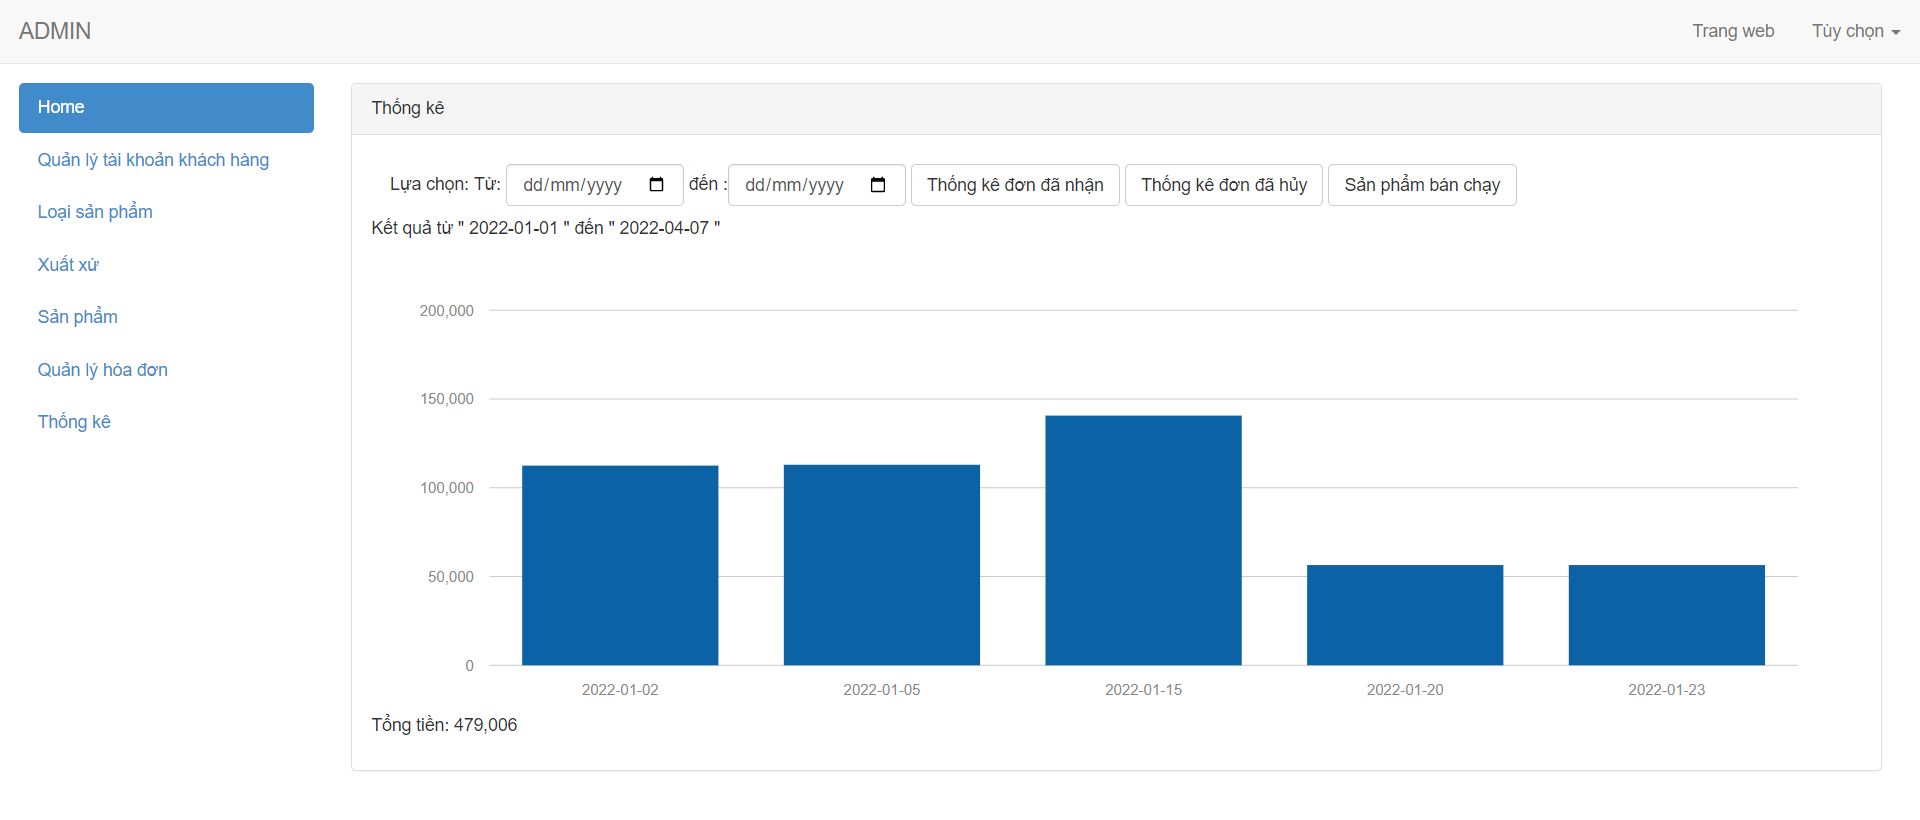 ADMIN
Trang web
Tùy chọn
Home
Quản lý tài khoản khách hàng
Loại sản phẩm
Xuất xứ
Sản phẩm
Quản lý hóa đơn
Thống kê
Thống kê
Lựa chọn: Từ: dd/mm/yyyy đến : dd/mm/yyyy Thống kê đơn đã nhận Thống kê đơn đã hủy Sản phẩm bán chạy
Kết quả từ " 2022-01-01 " đến " 2022-04-07 "
200,000
150,000
100,000
50,000
0
2022-01-02 2022-01-05 2022-01-15 2022-01-20 2022-01-23
Tổng tiền: 479,006